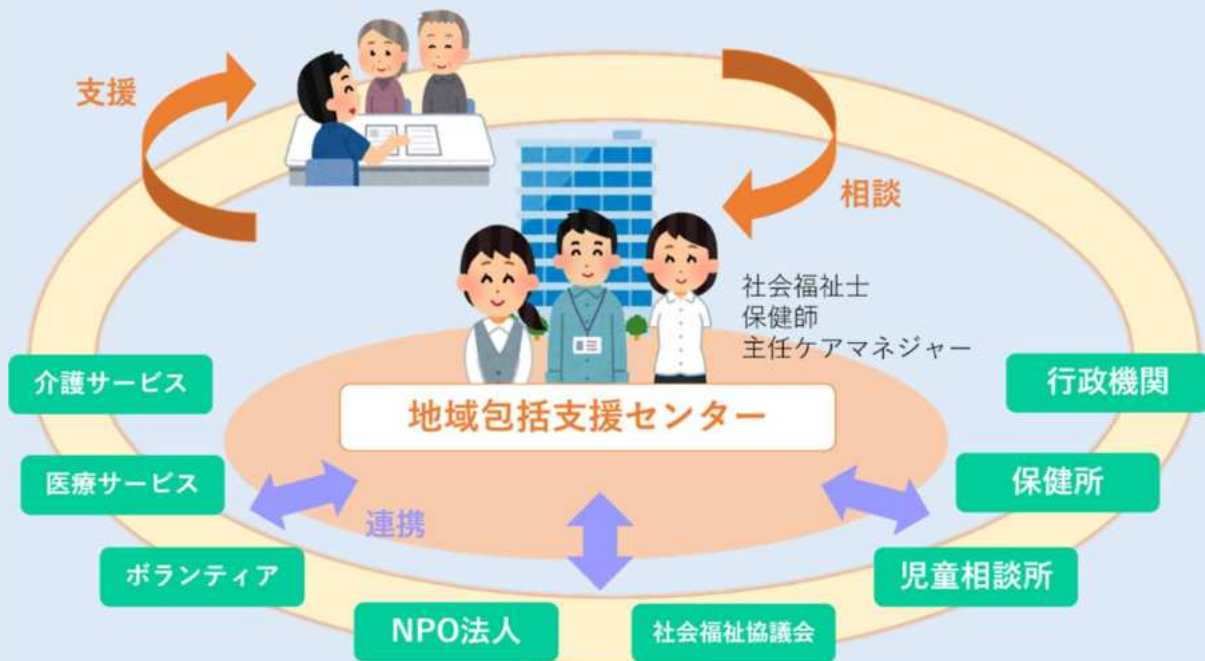 支援
相談
社会福祉士
保健師
主任ケアマネジャー
地域包括支援センター
連携
介護サービス
医療サービス
ボランティア
NPO法人
社会福祉協議会
児童相談所
保健所
行政機関